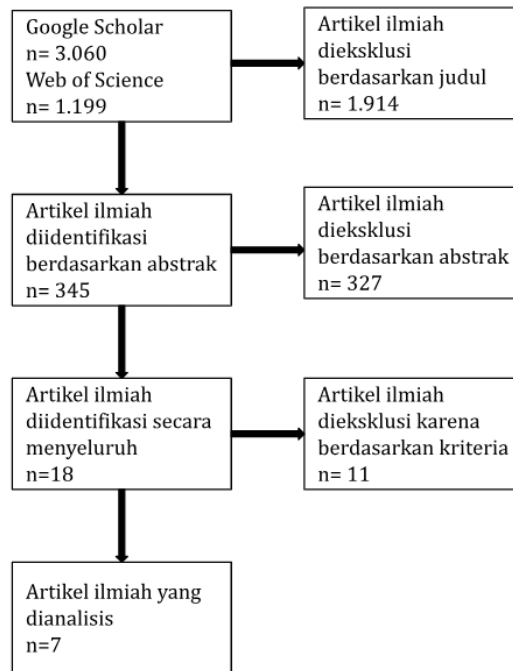 Google Scholar
n= 3.060
Web of Science
n= 1.199
Artikel ilmiah
dieksklusi
berdasarkan judul
n= 1.914
Artikel ilmiah
diidentifikasi
berdasarkan abstrak
n= 345
Artikel ilmiah
dieksklusi
berdasarkan abstrak
n= 327
Artikel ilmiah
diidentifikasi secara
menyeluruh
n=18
Artikel ilmiah
dieksklusi karena
berdasarkan kriteria
n= 11
Artikel ilmiah yang
dianalisis
n=7